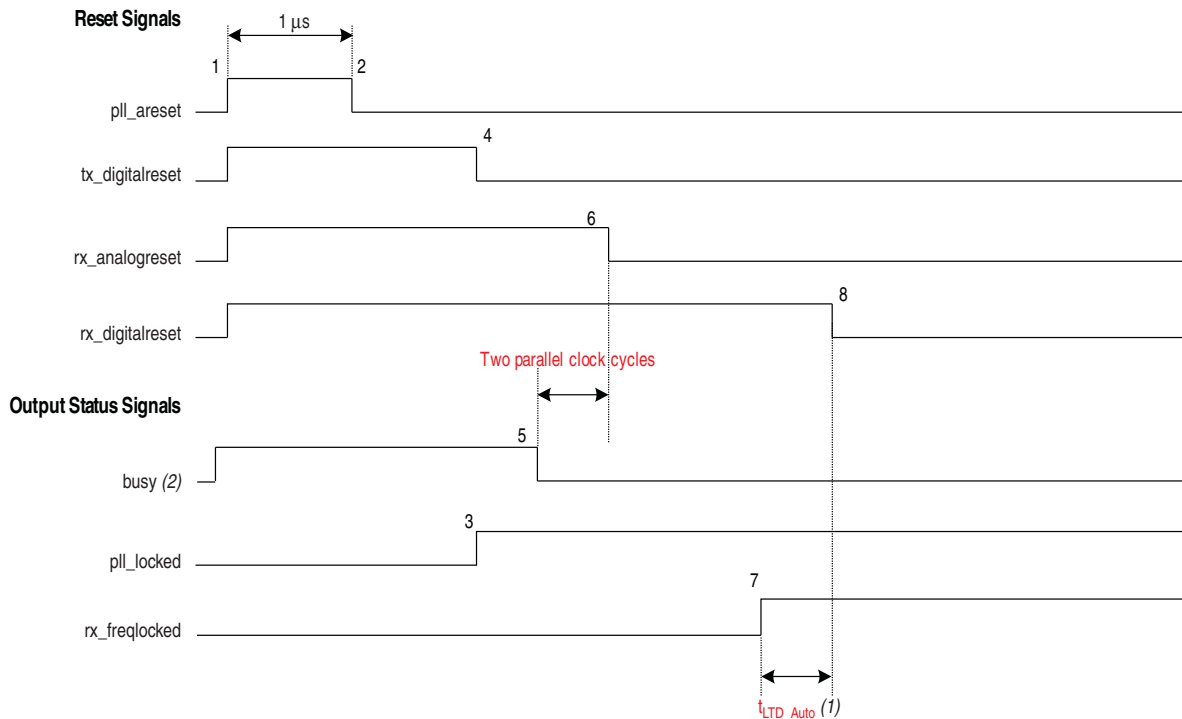 Reset Signals
1 μs
1
2
pll_areset
4
tx_digitalreset
6
rx_analogreset
8
rx_digitalreset
Two parallel clock cycles
Output Status Signals
5
busy (2)
3
pll_locked
7
rx_freqlocked
tLTD_Auto (1)